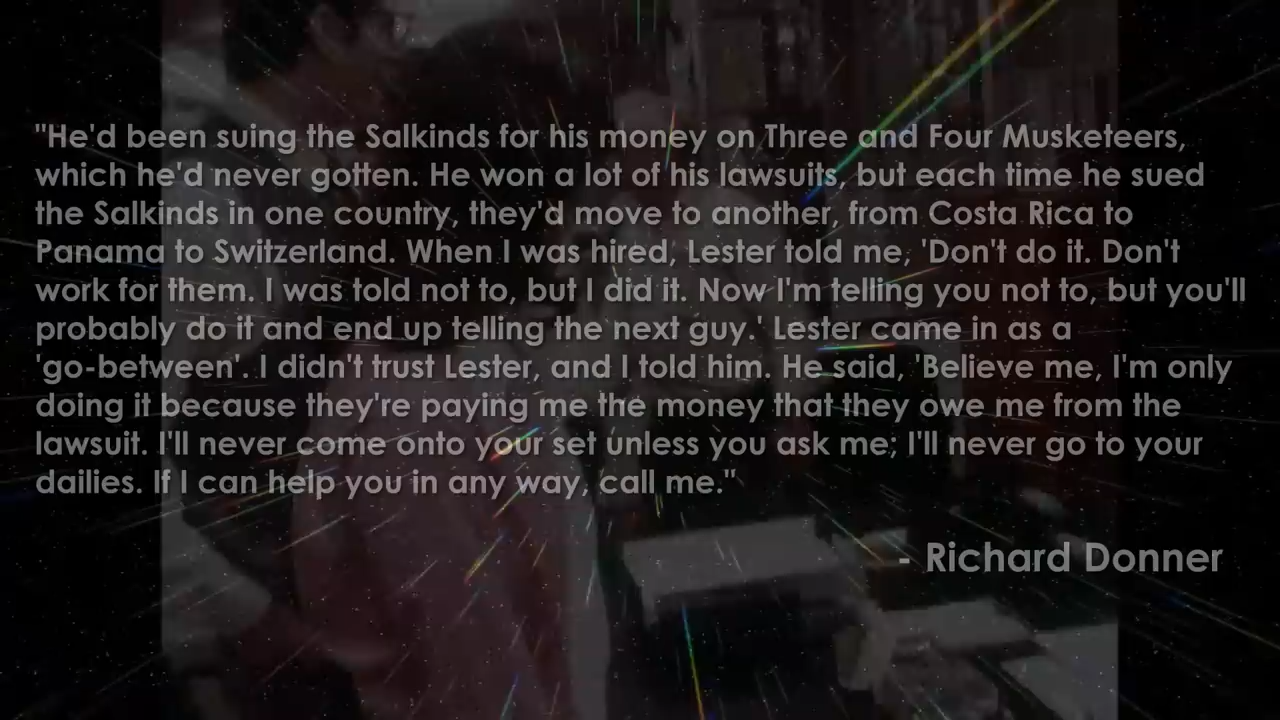 "He'd been suing the Salkinds for his money on Three and Four Musketeers,
which he'd never gotten. He won a lot of his lawsuits, but each time he sued
the Salkinds in one country, they'd move to another, from Costa Rica to
Panama to Switzerland. When I was hired, Lester told me, 'Don't do it. Don't
work for them. I was told not to, but I did it. Now I'm telling you not to, but you'll
probably do it and end up telling the next guy.' Lester came in as a
'go-between'. I didn't trust Lester, and I told him. He said, 'Believe me, I'm only
doing it because they're paying me the money that they owe me from the
lawsuit. I'll never come onto your set unless you ask me; I'll never go to your
dailies. If I can help you in any way, call me."
- Richard Donner